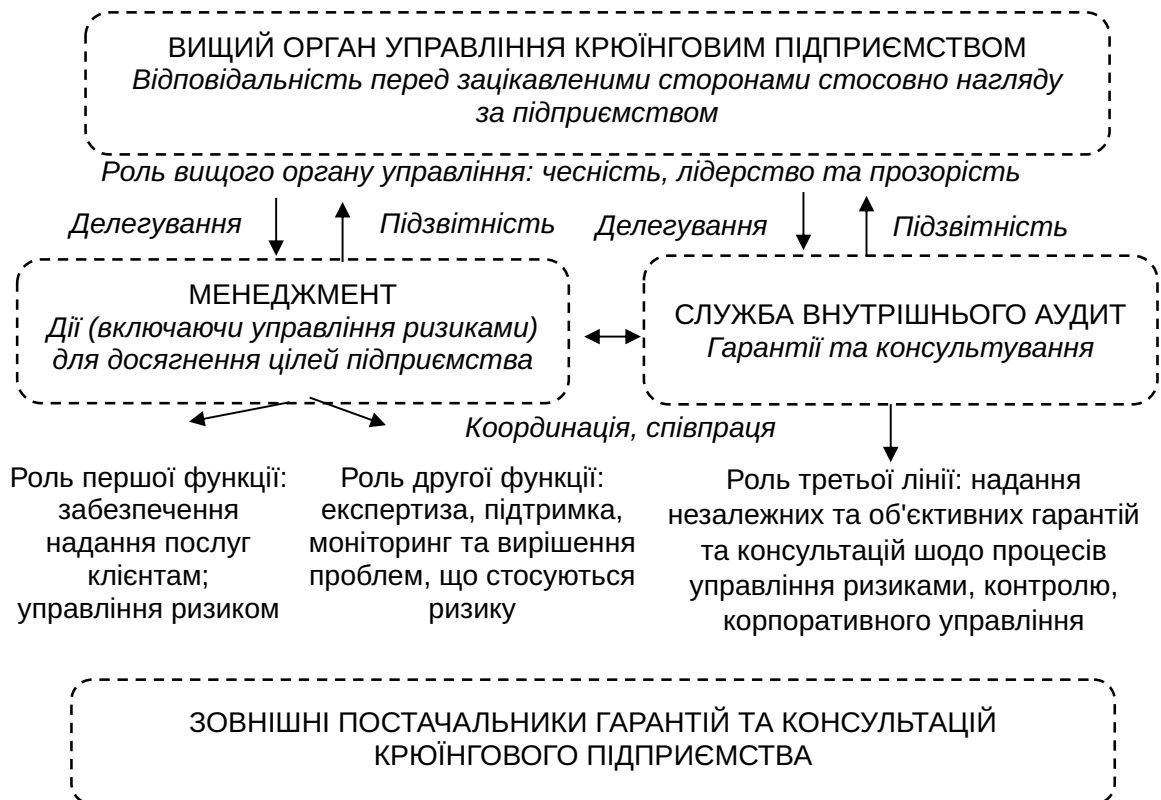 ВИЩИЙ ОРГАН УПРАВЛІННЯ КРЮЇНГОВИМ ПІДПРИЄМСТВОМ
Відповідальність перед зацікавленими сторонами стосовно нагляду
за підприємством
Роль вищого органу управління: чесність, лідерство та прозорість
Делегування
Підзвітність
Делегування
Підзвітність
МЕНЕДЖМЕНТ
Дії (включаючи управління ризиками)
для досягнення цілей підприємства
СЛУЖБА ВНУТРІШНЬОГО АУДИТ
Гарантії та консультування
Координація, співпраця
Роль першої функції:
забезпечення
надання послуг
клієнтам;
управління ризиком
Роль другої функції:
експертиза, підтримка,
моніторинг та вирішення
проблем, що стосуються
ризику
Роль третьої лінії: надання
незалежних та об'єктивних гарантій
та консультацій шодо процесів
управління ризиками, контролю,
корпоративного управління
ЗОВНІШНІ ПОСТАЧАЛЬНИКИ ГАРАНТІЙ ТА КОНСУЛЬТАЦІЙ
КРЮЇНГОВОГО ПІДПРИЄМСТВА